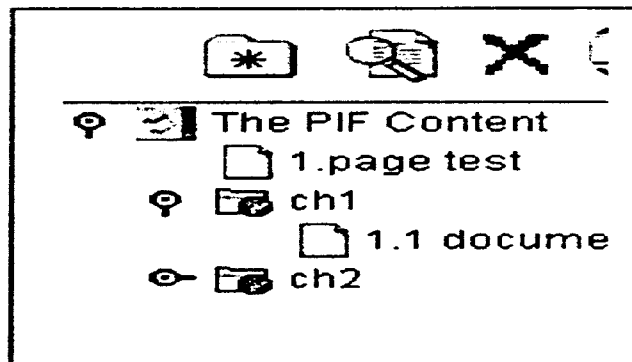 The PIF Content
1.page test
ch1
1.1 docume
ch2